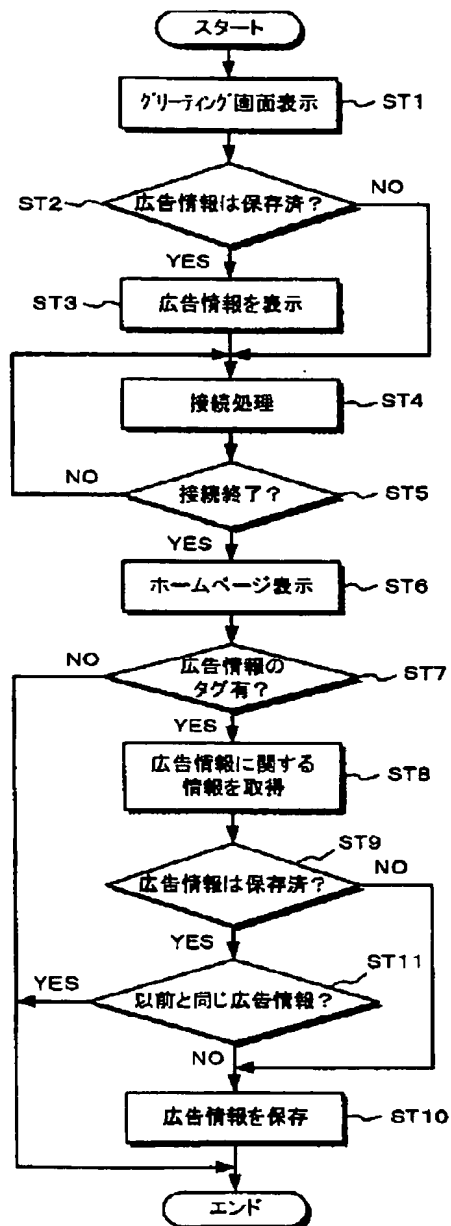 スタート
グリーティング画面表示
ST1
ST2
広告情報は保存済？
NO
YES
ST3
広告情報を表示
接続処理
ST4
NO
接続終了？
ST5
YES
ホームページ表示
ST6
NO
広告情報の
タグ有？
ST7
YES
広告情報に関する
情報を取得
ST8
ST9
広告情報は保存済？
NO
YES
ST11
YES
以前と同じ広告情報？
NO
広告情報を保存
ST10
エンド